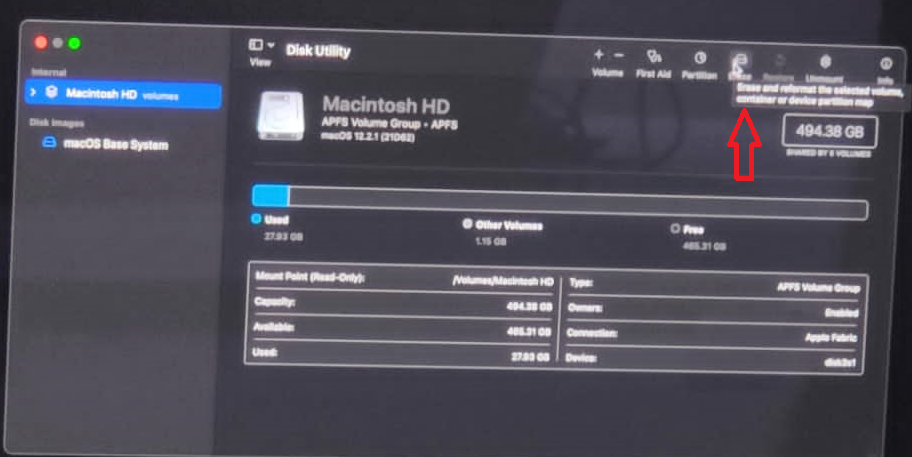 Disk Utility
View
Volume
First Aid
Partition
Erase
Restore
Unmount
Info
Erase and reformat the selected volume,
container or device partition map
Internal
Macintosh HD volumes
Disk Images
macOS Base System
Macintosh HD
APFS Volume Group • APFS
macOS 12.2.1 (21D62)
494.38 GB
SHARED BY 5 VOLUMES
Used
27.93 GB
Other Volumes
1.15 GB
Free
465.31 GB
Mount Point (Read-Only): /Volumes/Macintosh HD
Capacity: 494.38 GB
Available: 465.31 GB
Used: 27.93 GB
Type: APFS Volume Group
Owners: Enabled
Connection: Apple Fabric
Device: disk3s1